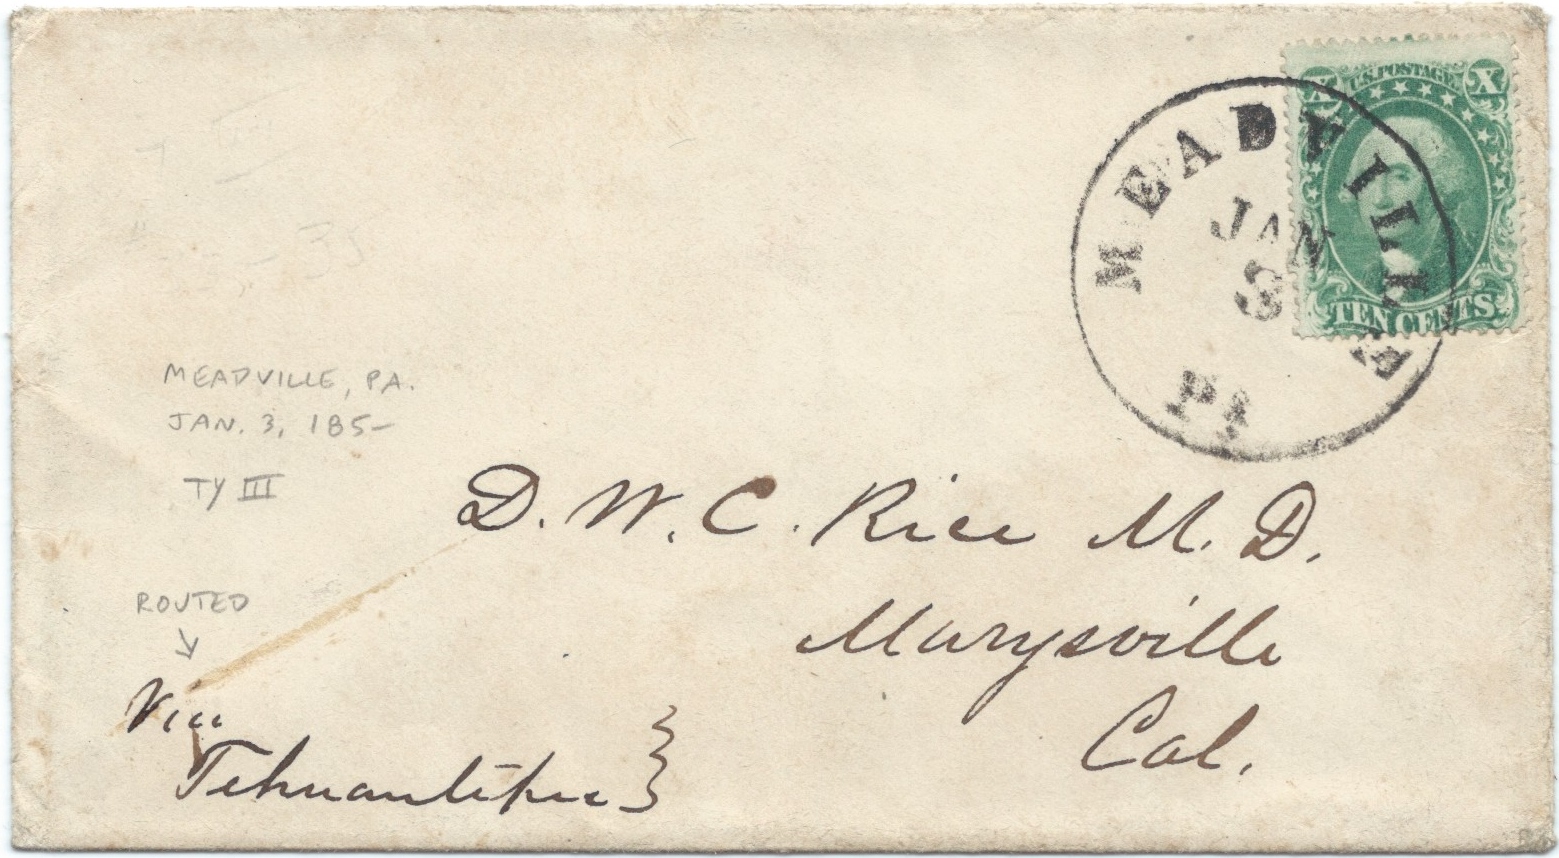 U.S. POSTAGE
X X
TEN CENTS
MEADVILLE
JAN
3
PA
MEADVILLE, PA.
JAN. 3, 185-
TY III
D. W. C. Rice M. D.
Marysville
Cal.
ROUTED
Via
Tehuantepec